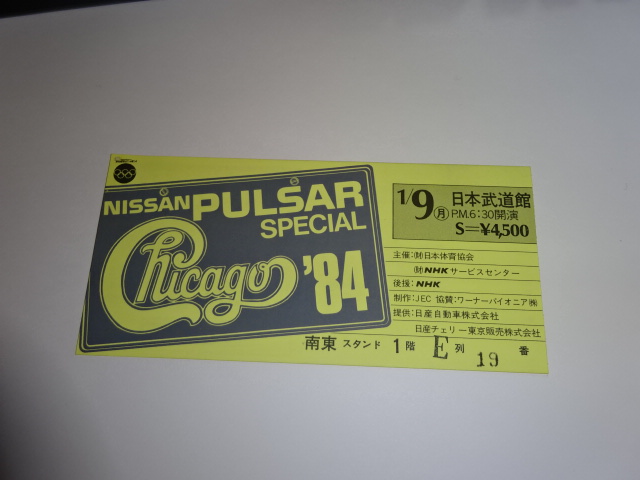 NISSAN PULSAR
SPECIAL
Chicago '84
1/9(月) 日本武道館
P.M.6:30開演
S=¥4,500
主催:㈶日本体育協会
㈶NHKサービスセンター
後援:NHK
制作:JEC 協賛:ワーナーパイオニア㈱
提供:日産自動車株式会社
日産チェリー東京販売株式会社
南東 スタンド 1階 E列 19番